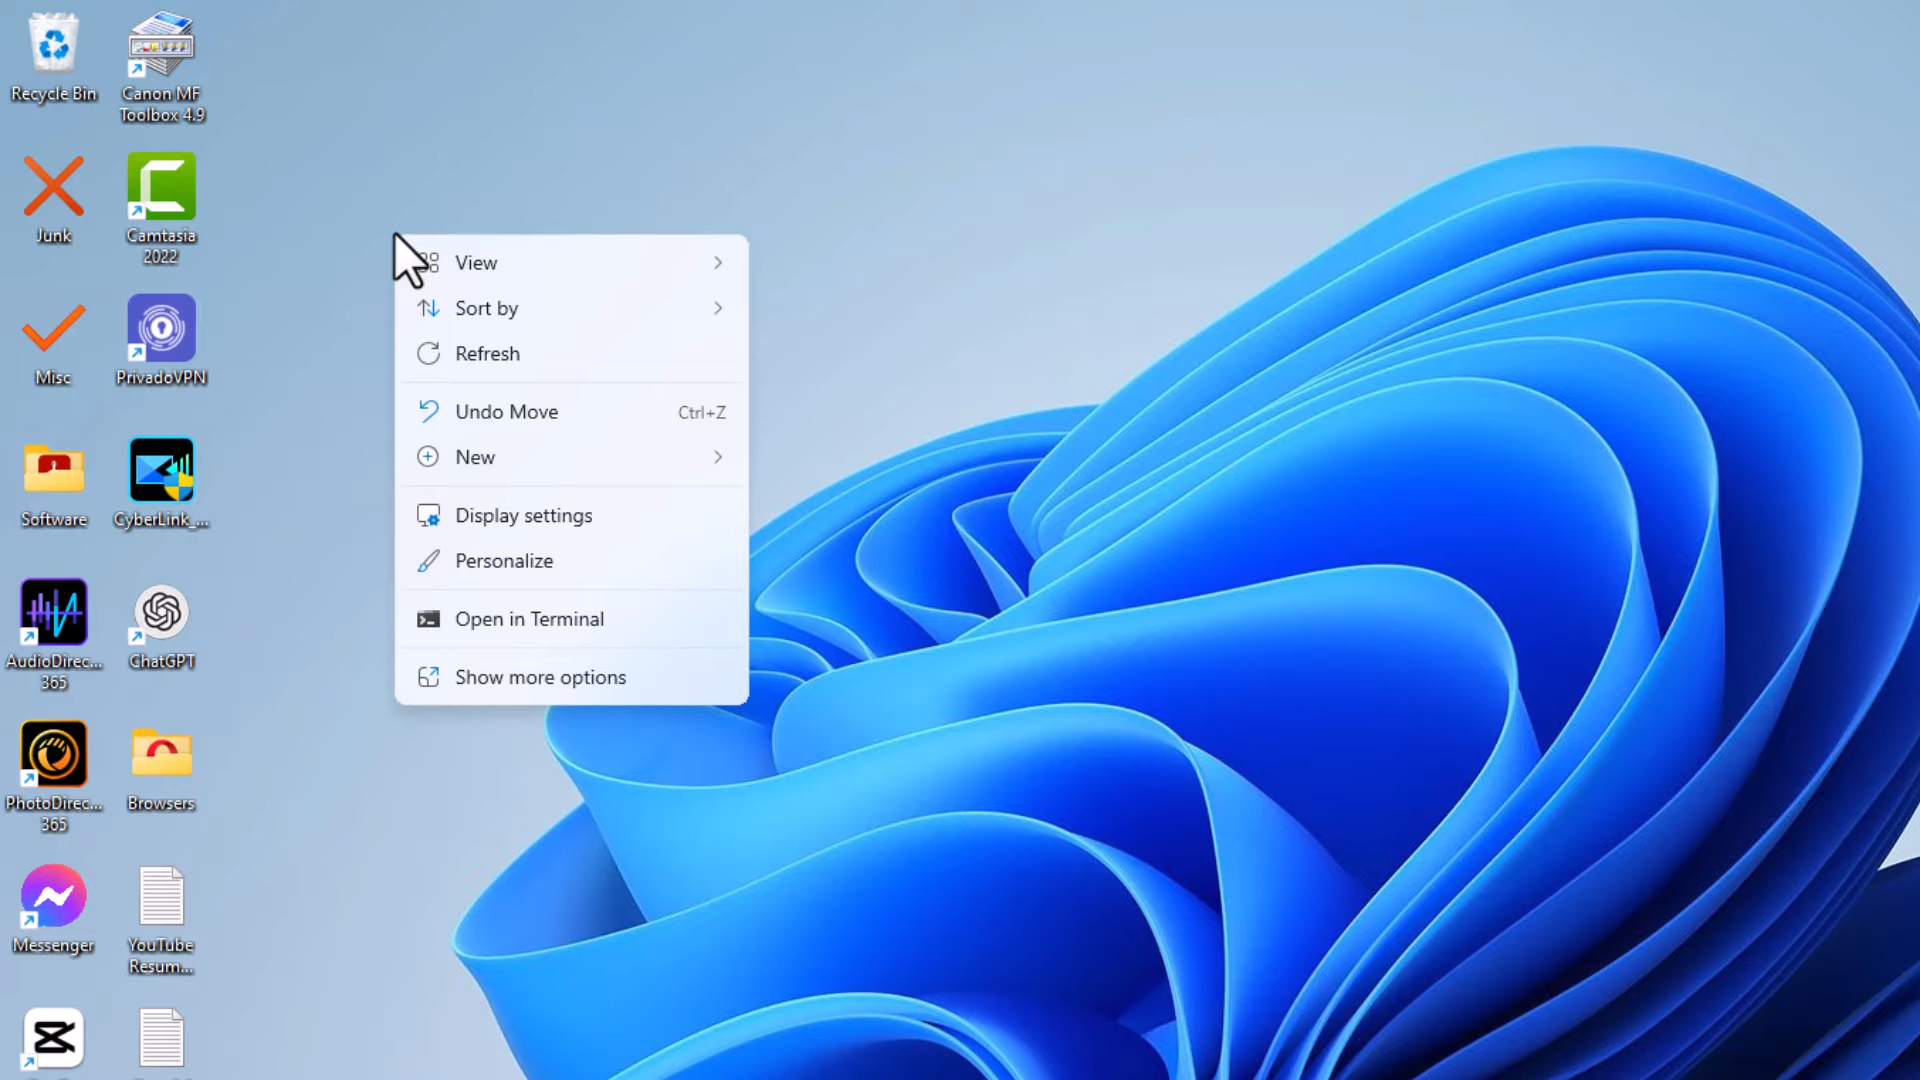 Recycle Bin
Canon MF
Toolbox 4.9
Junk
Camtasia
2022
Misc
PrivadoVPN
Software
CyberLink_...
AudioDirec...
365
ChatGPT
PhotoDirec...
365
Browsers
Messenger
YouTube
Resum...
View
Sort by
Refresh
Undo Move Ctrl+Z
New
Display settings
Personalize
Open in Terminal
Show more options